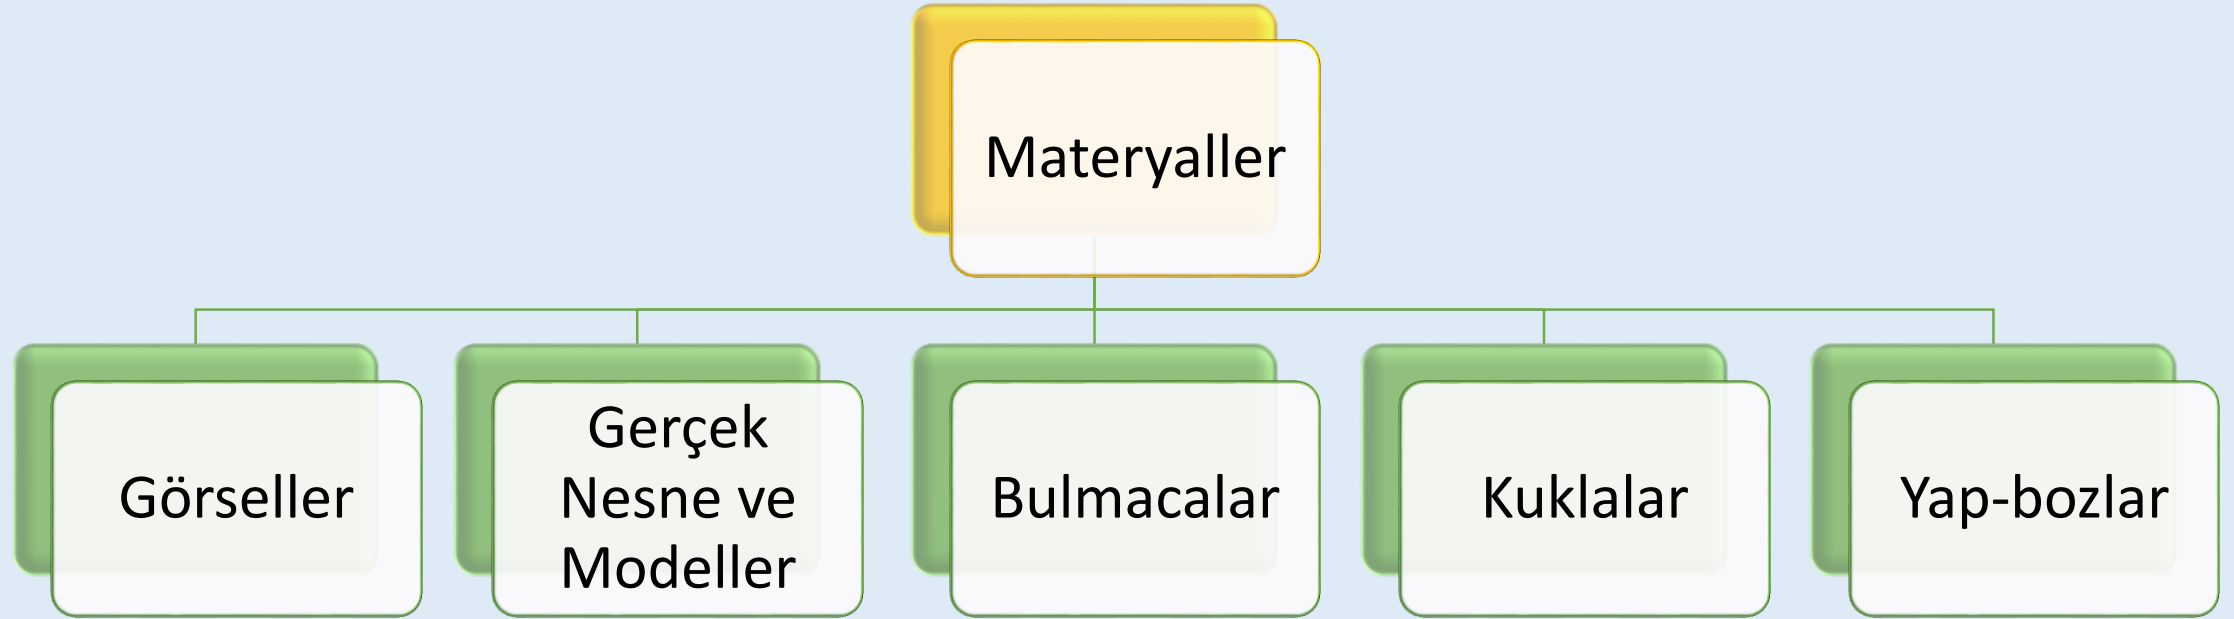 Materyaller
Görseller
Gerçek
Nesne ve
Modeller
Bulmacalar
Kuklalar
Yap-bozlar